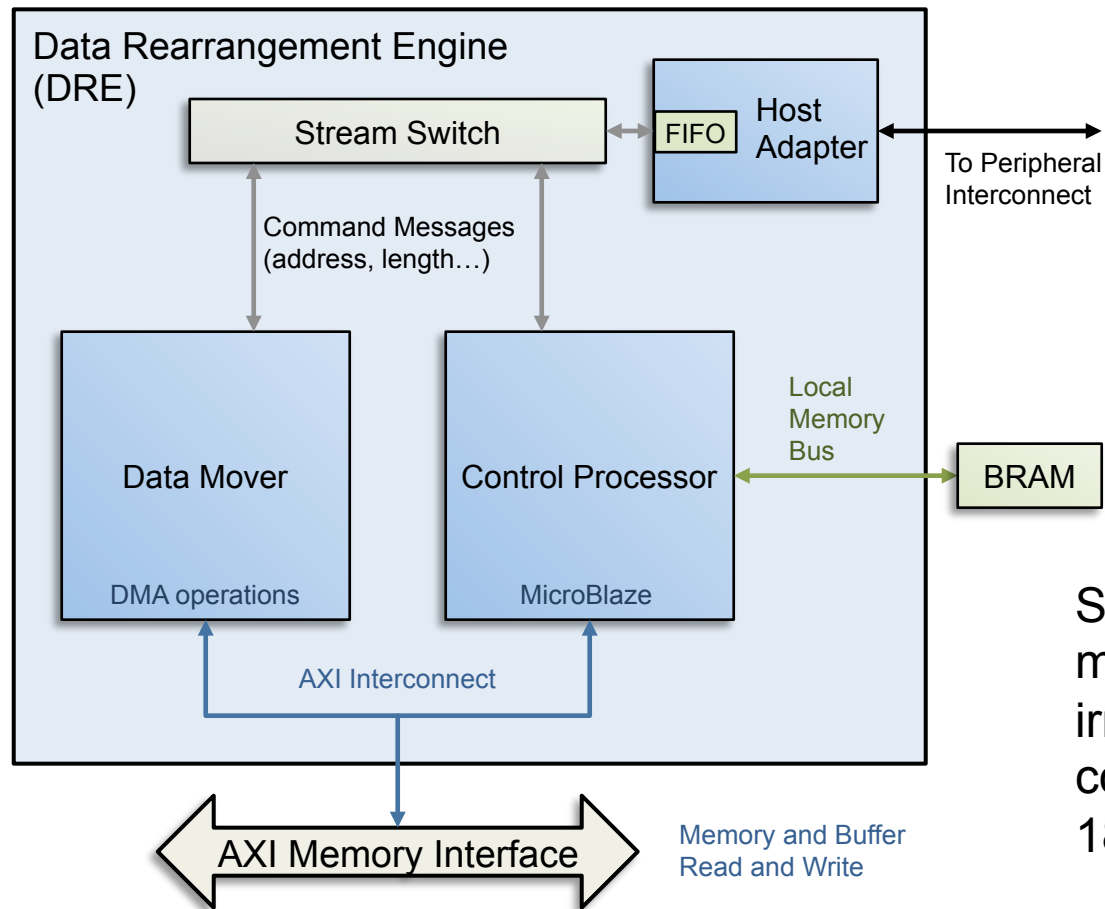 Data Rearrangement Engine
(DRE)
Stream Switch
FIFO
Host
Adapter
To Peripheral
Interconnect
Command Messages
(address, length…)
Local
Memory
Bus
Data Mover
Control Processor
BRAM
DMA operations
MicroBlaze
AXI Interconnect
AXI Memory Interface
Memory and Buffer
Read and Write